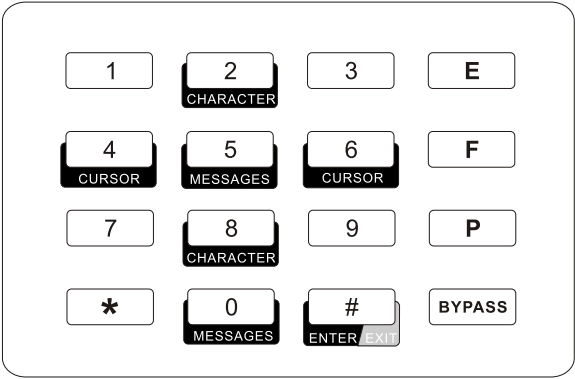 1 2 3 E
CHARACTER
4 5 6 F
CURSOR MESSAGES CURSOR
7 8 9 P
CHARACTER
* 0 # BYPASS
MESSAGES ENTER EXIT